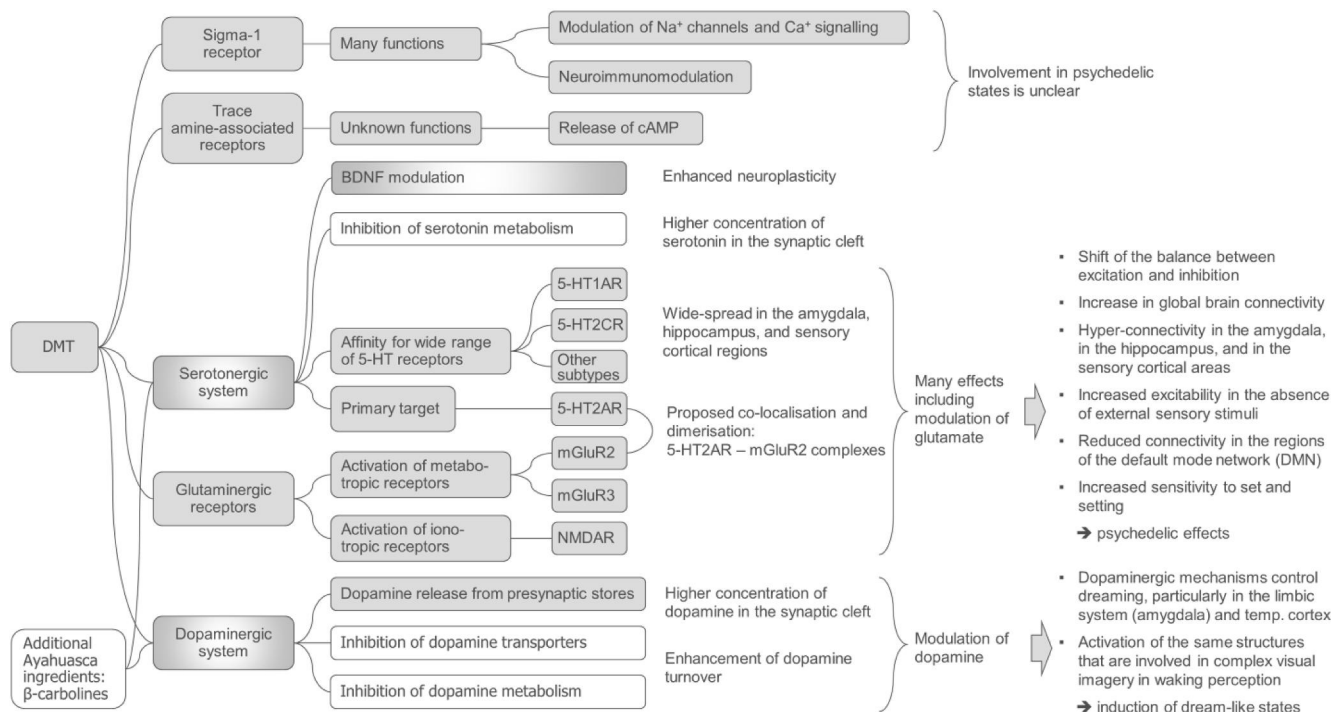 Sigma-1
receptor
Many functions
Modulation of Na⁺ channels and Ca⁺ signalling
Neuroimmunomodulation
Involvement in psychedelic
states is unclear
Trace
amine-associated
receptors
Unknown functions
Release of cAMP
BDNF modulation
Enhanced neuroplasticity
Inhibition of serotonin metabolism
Higher concentration of
serotonin in the synaptic cleft
DMT
Serotonergic
system
Affinity for wide range
of 5-HT receptors
5-HT1AR
5-HT2CR
Other
subtypes
Wide-spread in the amygdala,
hippocampus, and sensory
cortical regions
Primary target
5-HT2AR
Proposed co-localisation and
dimerisation:
5-HT2AR – mGluR2 complexes
Glutaminergic
receptors
Activation of metabo-
tropic receptors
mGluR2
mGluR3
Activation of iono-
tropic receptors
NMDAR
Many effects
including
modulation of
glutamate
▪ Shift of the balance between
excitation and inhibition
▪ Increase in global brain connectivity
▪ Hyper-connectivity in the amygdala,
in the hippocampus, and in the
sensory cortical areas
▪ Increased excitability in the absence
of external sensory stimuli
▪ Reduced connectivity in the regions
of the default mode network (DMN)
▪ Increased sensitivity to set and
setting
➔ psychedelic effects
Additional
Ayahuasca
ingredients:
β-carbolines
Dopaminergic
system
Dopamine release from presynaptic stores
Higher concentration of
dopamine in the synaptic cleft
Inhibition of dopamine transporters
Inhibition of dopamine metabolism
Enhancement of dopamine
turnover
Modulation of
dopamine
▪ Dopaminergic mechanisms control
dreaming, particularly in the limbic
system (amygdala) and temp. cortex
▪ Activation of the same structures
that are involved in complex visual
imagery in waking perception
➔ induction of dream-like states